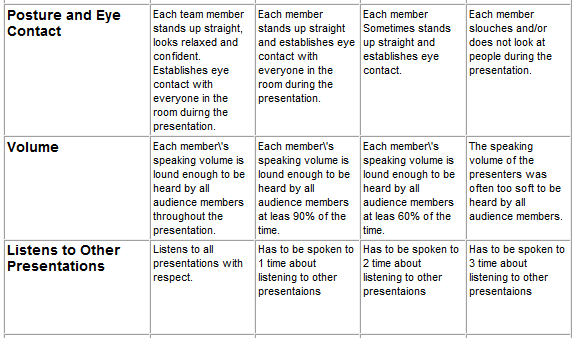 Posture and Eye
Contact
Each team member
stands up straight,
looks relaxed and
confident.
Establishes eye
contact with
everyone in the
room duirng the
presentation.
Each member
stands up straight
and establishes eye
contact with
everyone in the
room during the
presentation.
Each member
Sometimes stands
up straight and
establishes eye
contact.
Each member
slouches and/or
does not look at
people during the
presentation.
Volume
Each member\'s
speaking volume is
lound enough to be
heard by all
audience members
throughout the
presentation.
Each member\'s
speaking volume is
lound enough to be
heard by all
audience members
at leas 90% of the
time.
Each member\'s
speaking volume is
lound enough to be
heard by all
audience members
at leas 60% of the
time.
The speaking
volume of the
presenters was
often too soft to be
heard by all
audience members.
Listens to Other
Presentations
Listens to all
presentations with
respect.
Has to be spoken to
1 time about
listening to other
presentaions
Has to be spoken to
2 time about
listening to other
presentaions
Has to be spoken to
3 time about
listening to other
presentaions